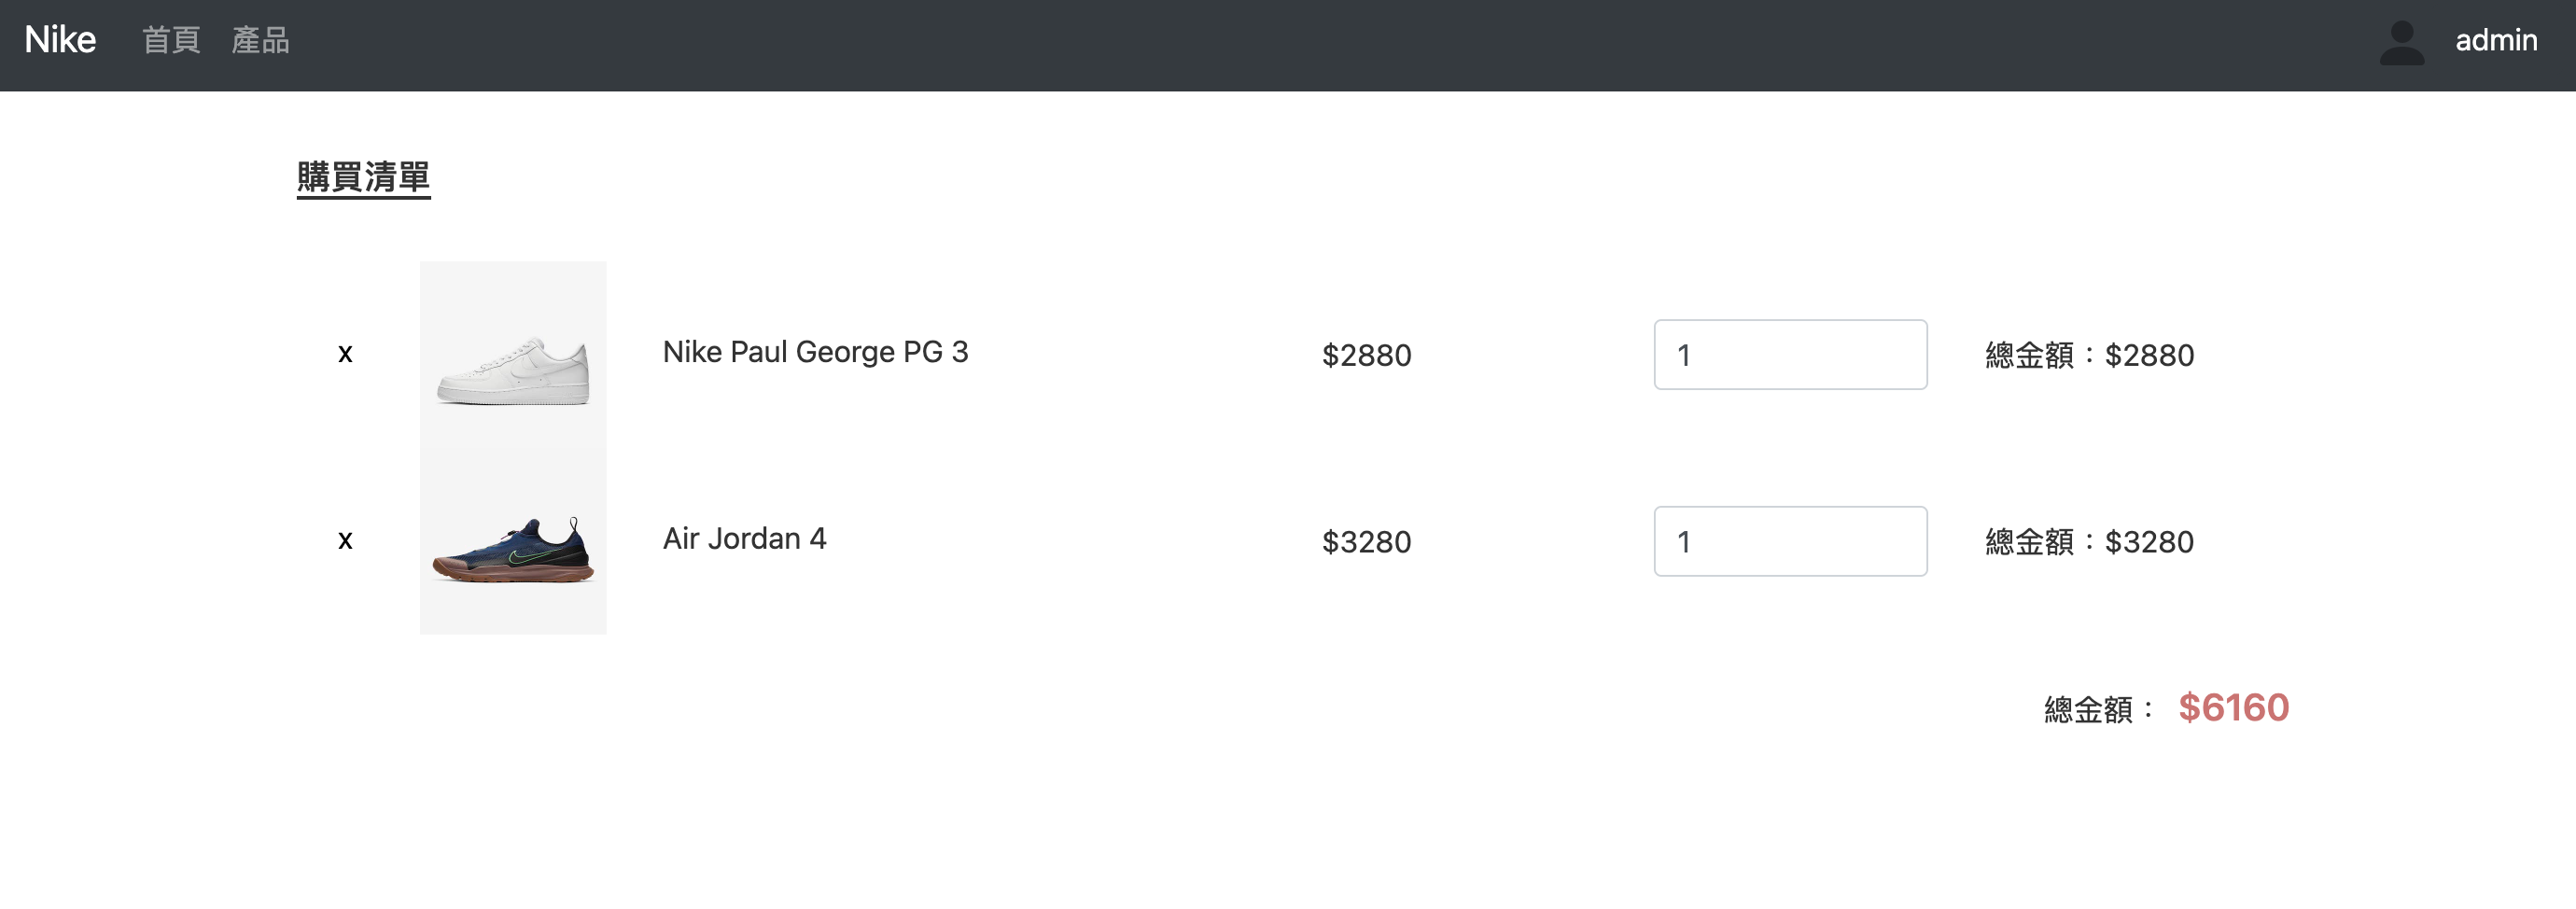 Nike 首頁 產品 admin
購買清單
x Nike Paul George PG 3 $2880 1 總金額：$2880
x Air Jordan 4 $3280 1 總金額：$3280
總金額： $6160